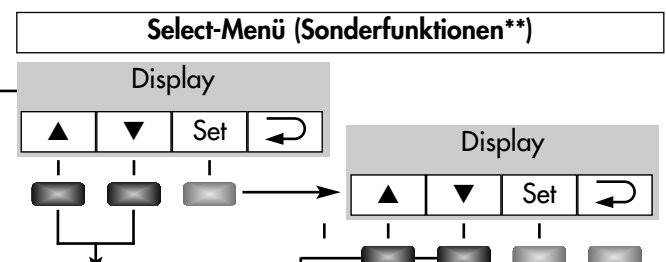 Select-Menü (Sonderfunktionen**)
Display
▲ ▼ Set
Display
▲ ▼ Set